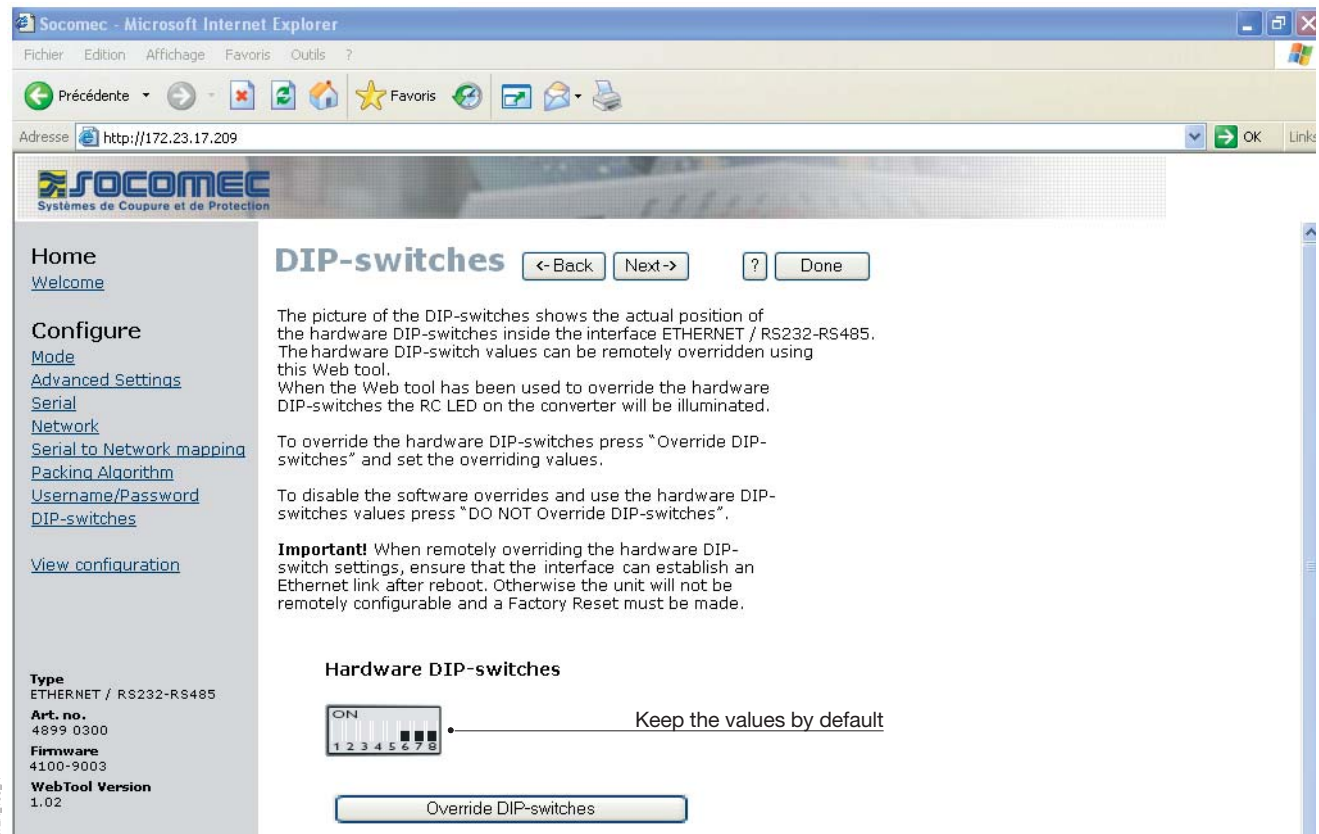 Socomec - Microsoft Internet Explorer
Fichier Edition Affichage Favoris Outils ?
Précédente Favoris
Adresse http://172.23.17.209 OK Links
SOCOMEC
Systèmes de Coupure et de Protection
Home
Welcome
Configure
Mode
Advanced Settings
Serial
Network
Serial to Network mapping
Packing Algorithm
Username/Password
DIP-switches
View configuration
Type
ETHERNET / RS232-RS485
Art. no.
4899 0300
Firmware
4100-9003
WebTool Version
1.02
DIP-switches <-Back Next-> ? Done
The picture of the DIP-switches shows the actual position of
the hardware DIP-switches inside the interface ETHERNET / RS232-RS485.
The hardware DIP-switch values can be remotely overridden using
this Web tool.
When the Web tool has been used to override the hardware
DIP-switches the RC LED on the converter will be illuminated.
To override the hardware DIP-switches press "Override DIP-
switches" and set the overriding values.
To disable the software overrides and use the hardware DIP-
switches values press "DO NOT Override DIP-switches".
Important! When remotely overriding the hardware DIP-
switch settings, ensure that the interface can establish an
Ethernet link after reboot. Otherwise the unit will not be
remotely configurable and a Factory Reset must be made.
Hardware DIP-switches
ON
1 2 3 4 5 6 7 8
Keep the values by default
Override DIP-switches